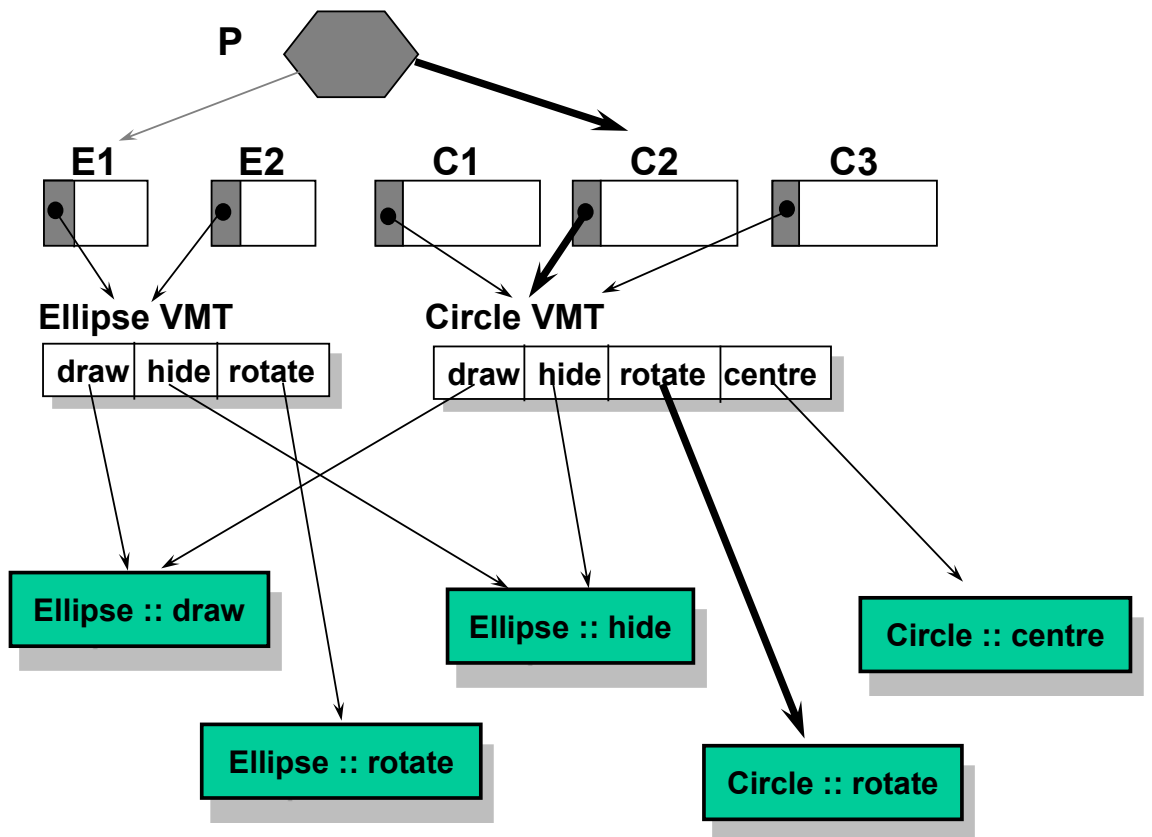 P
E1 E2 C1 C2 C3
Ellipse VMT Circle VMT
draw hide rotate draw hide rotate centre
Ellipse :: draw
Ellipse :: hide
Circle :: centre
Ellipse :: rotate
Circle :: rotate